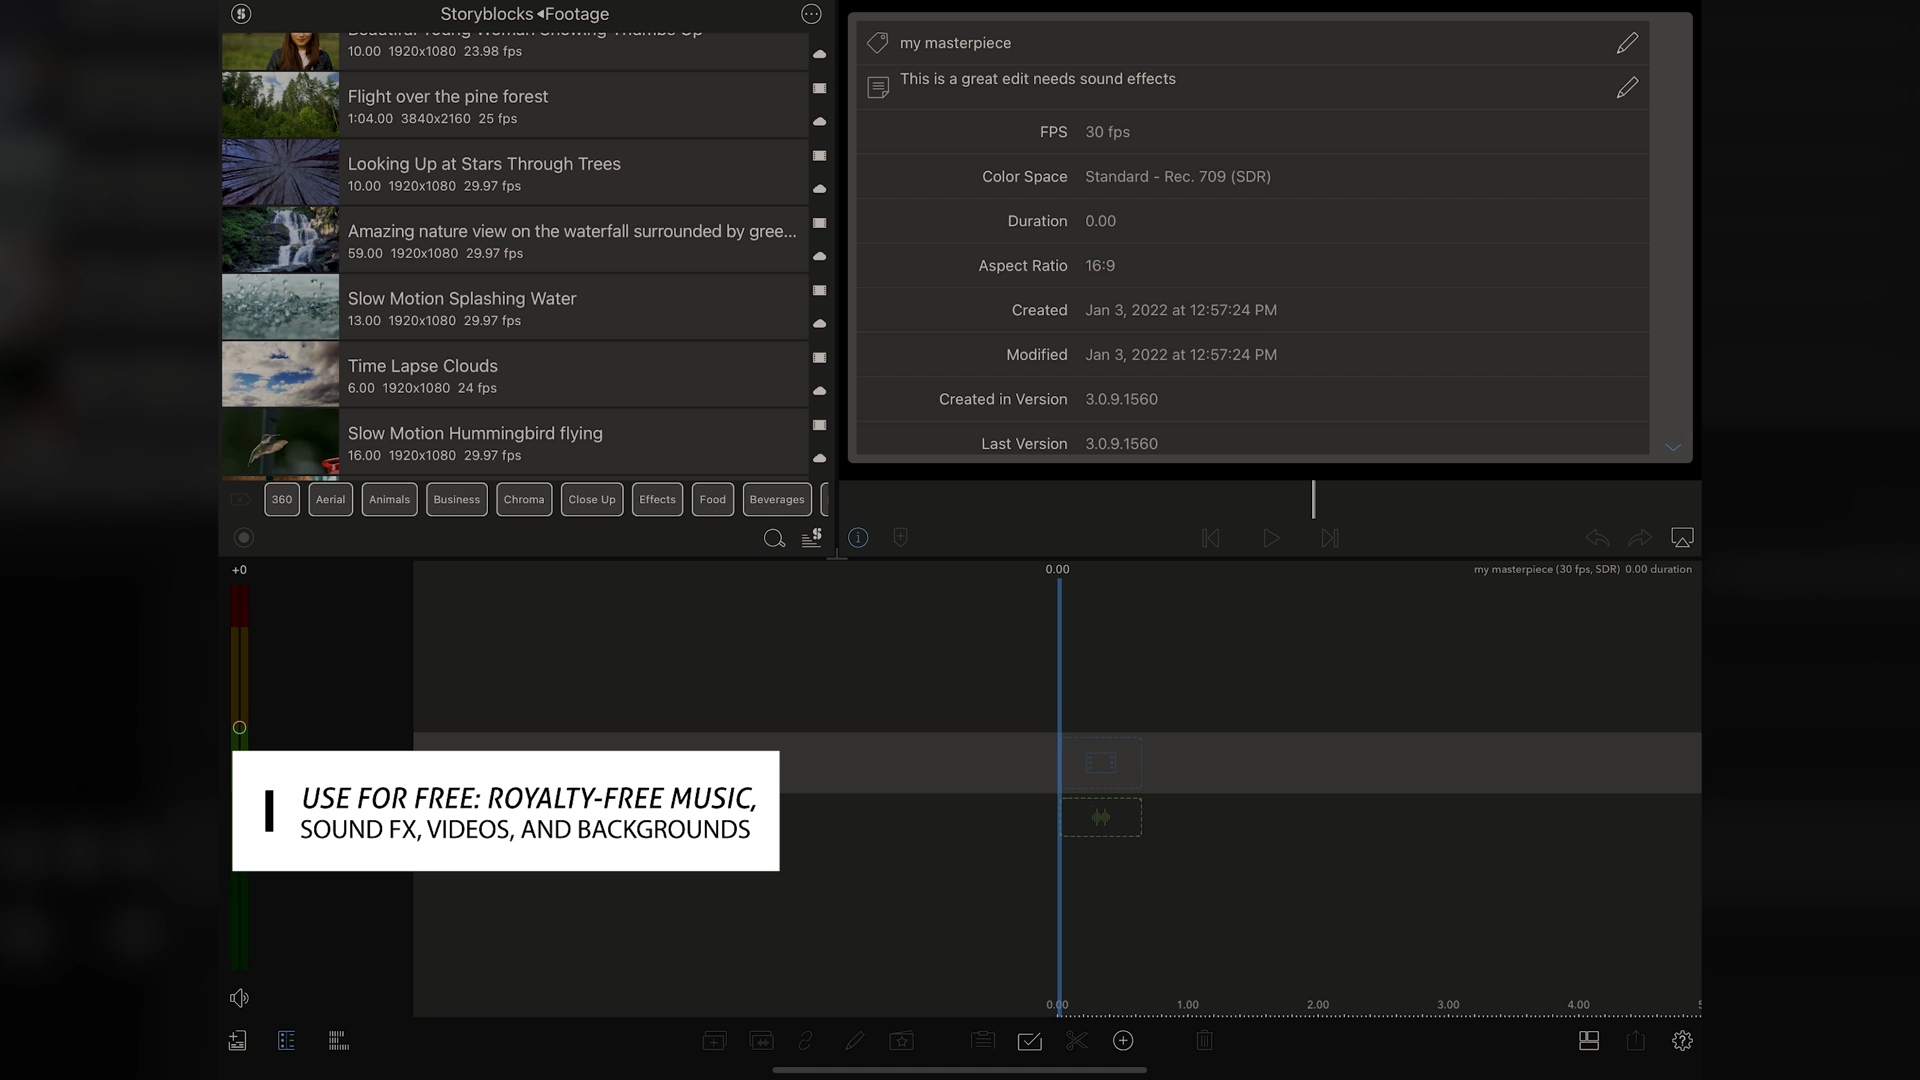 Storyblocks ◂Footage
Beautiful Young Woman Showing Thumbs Up
10.00 1920x1080 23.98 fps
Flight over the pine forest
1:04.00 3840x2160 25 fps
Looking Up at Stars Through Trees
10.00 1920x1080 29.97 fps
Amazing nature view on the waterfall surrounded by gree...
59.00 1920x1080 29.97 fps
Slow Motion Splashing Water
13.00 1920x1080 29.97 fps
Time Lapse Clouds
6.00 1920x1080 24 fps
Slow Motion Hummingbird flying
16.00 1920x1080 29.97 fps
360 Aerial Animals Business Chroma Close Up Effects Food Beverages
my masterpiece
This is a great edit needs sound effects
FPS 30 fps
Color Space Standard - Rec. 709 (SDR)
Duration 0.00
Aspect Ratio 16:9
Created Jan 3, 2022 at 12:57:24 PM
Modified Jan 3, 2022 at 12:57:24 PM
Created in Version 3.0.9.1560
Last Version 3.0.9.1560
+0
0.00
my masterpiece (30 fps, SDR) 0.00 duration
I
USE FOR FREE: ROYALTY-FREE MUSIC,
SOUND FX, VIDEOS, AND BACKGROUNDS
0.00 1.00 2.00 3.00 4.00